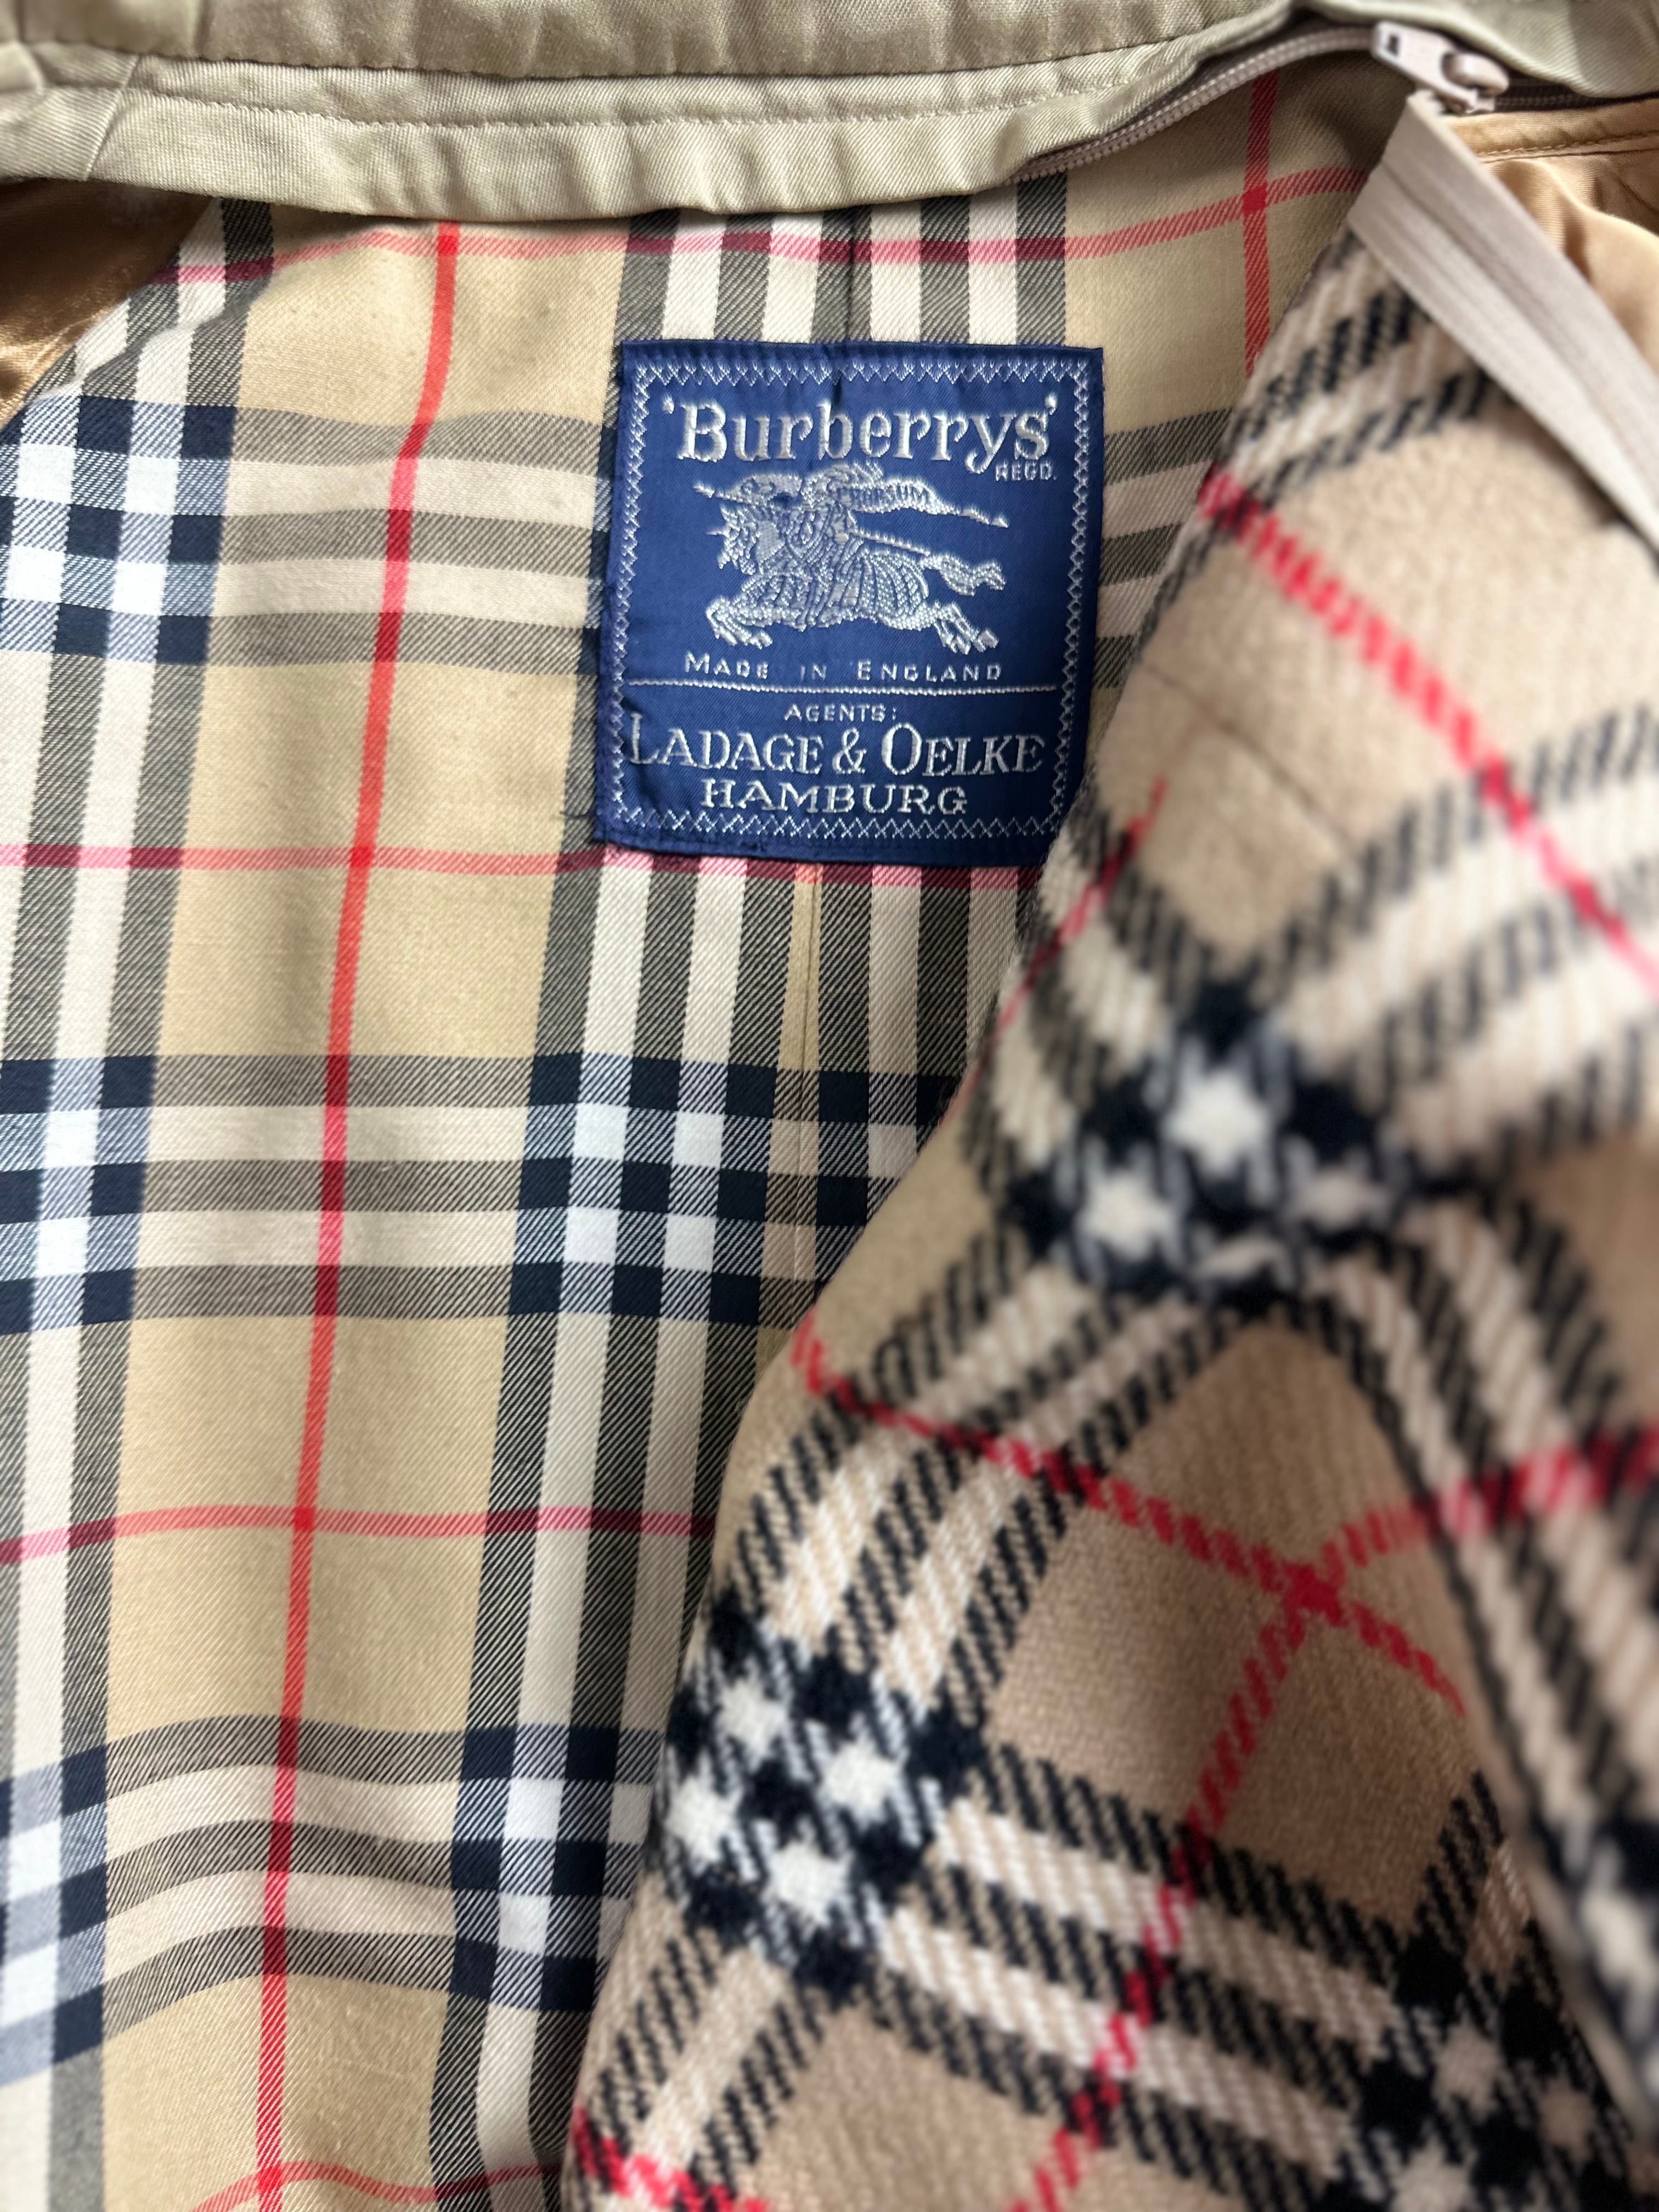 'Burberrys'
REGD.
PRORSUM
MADE IN ENGLAND
AGENTS:
LADAGE & OELKE
HAMBURG